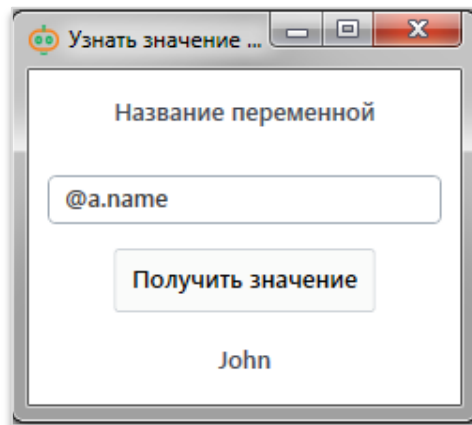 Узнать значение ...
Название переменной
@a.name
Получить значение
John